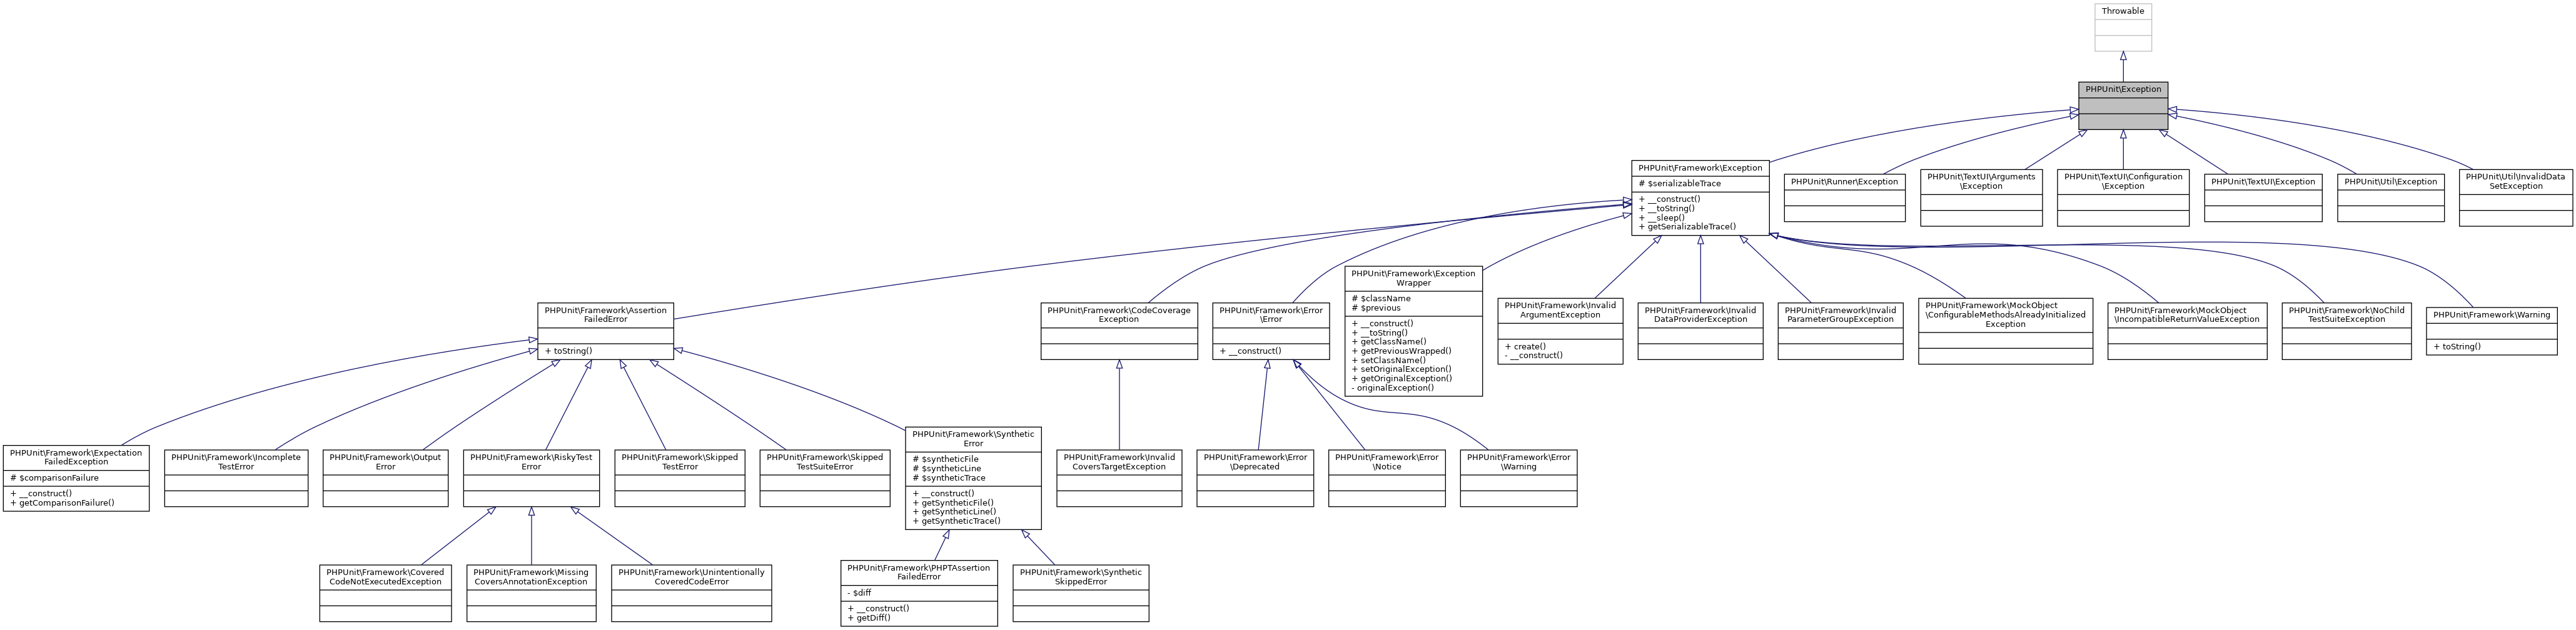 Throwable
PHPUnit\Exception
PHPUnit\Framework\Exception
# $serializableTrace
+ __construct()
+ __toString()
+ __sleep()
+ getSerializableTrace()
PHPUnit\Runner\Exception
PHPUnit\TextUI\Arguments
\Exception
PHPUnit\TextUI\Configuration
\Exception
PHPUnit\TextUI\Exception
PHPUnit\Util\Exception
PHPUnit\Util\InvalidData
SetException
PHPUnit\Framework\Assertion
FailedError
+ toString()
PHPUnit\Framework\CodeCoverage
Exception
PHPUnit\Framework\Error
\Error
+ __construct()
PHPUnit\Framework\Exception
Wrapper
# $className
# $previous
+ __construct()
+ __toString()
+ getClassName()
+ getPreviousWrapped()
+ setClassName()
+ setOriginalException()
+ getOriginalException()
- originalException()
PHPUnit\Framework\Invalid
ArgumentException
+ create()
- __construct()
PHPUnit\Framework\Invalid
DataProviderException
PHPUnit\Framework\Invalid
ParameterGroupException
PHPUnit\Framework\MockObject
\ConfigurableMethodsAlreadyInitialized
Exception
PHPUnit\Framework\MockObject
\IncompatibleReturnValueException
PHPUnit\Framework\NoChild
TestSuiteException
PHPUnit\Framework\Warning
+ toString()
PHPUnit\Framework\Expectation
FailedException
# $comparisonFailure
+ __construct()
+ getComparisonFailure()
PHPUnit\Framework\Incomplete
TestError
PHPUnit\Framework\Output
Error
PHPUnit\Framework\RiskyTest
Error
PHPUnit\Framework\Skipped
TestError
PHPUnit\Framework\Skipped
TestSuiteError
PHPUnit\Framework\Synthetic
Error
# $syntheticFile
# $syntheticLine
# $syntheticTrace
+ __construct()
+ getSyntheticFile()
+ getSyntheticLine()
+ getSyntheticTrace()
PHPUnit\Framework\Invalid
CoversTargetException
PHPUnit\Framework\Error
\Deprecated
PHPUnit\Framework\Error
\Notice
PHPUnit\Framework\Error
\Warning
PHPUnit\Framework\Covered
CodeNotExecutedException
PHPUnit\Framework\Missing
CoversAnnotationException
PHPUnit\Framework\Unintentionally
CoveredCodeError
PHPUnit\Framework\PHPTAssertion
FailedError
- $diff
+ __construct()
+ getDiff()
PHPUnit\Framework\Synthetic
SkippedError